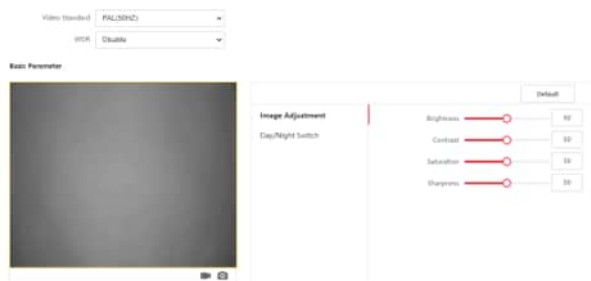 Video Standard PAL(50HZ)
WDR Disable
Basic Parameter
Default
Image Adjustment
Day/Night Switch
Brightness 50
Contrast 50
Saturation 50
Sharpness 50